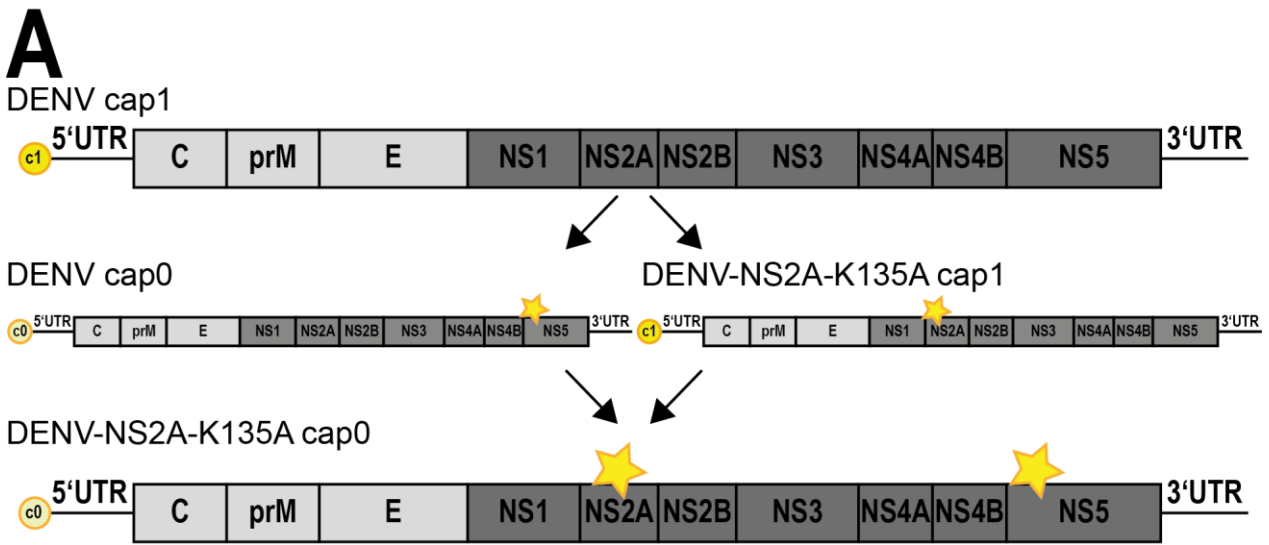 A
DENV cap1
c1 5‘UTR C prM E NS1 NS2A NS2B NS3 NS4A NS4B NS5 3‘UTR
DENV cap0
DENV-NS2A-K135A cap1
c0 5‘UTR C prM E NS1 NS2A NS2B NS3 NS4A NS4B NS5 3‘UTR
c1 5‘UTR C prM E NS1 NS2A NS2B NS3 NS4A NS4B NS5 3‘UTR
DENV-NS2A-K135A cap0
c0 5‘UTR C prM E NS1 NS2A NS2B NS3 NS4A NS4B NS5 3‘UTR